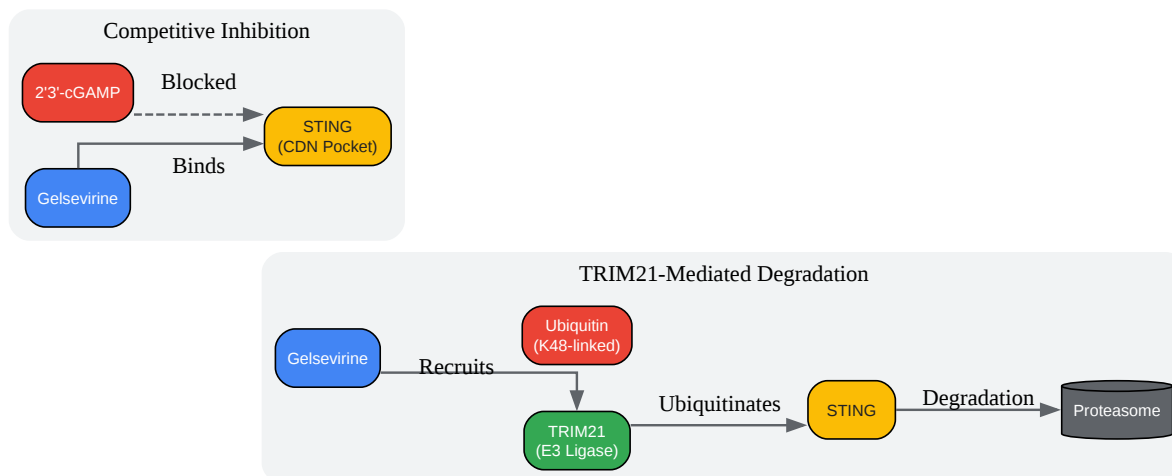 Competitive Inhibition
2'3'-cGAMP
Blocked
STING
(CDN Pocket)
Binds
Gelsevirine
TRIM21-Mediated Degradation
Ubiquitin
(K48-linked)
Gelsevirine
Recruits
TRIM21
(E3 Ligase)
Ubiquitinates
STING
Degradation
Proteasome